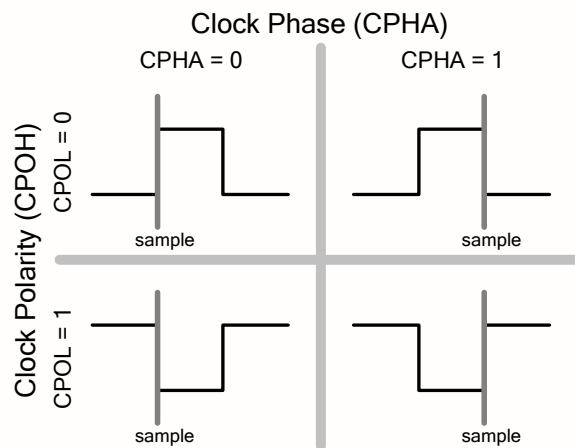 Clock Phase (CPHA)
CPHA = 0
CPHA = 1
Clock Polarity (CPOH)
CPOL = 0
sample
sample
CPOL = 1
sample
sample